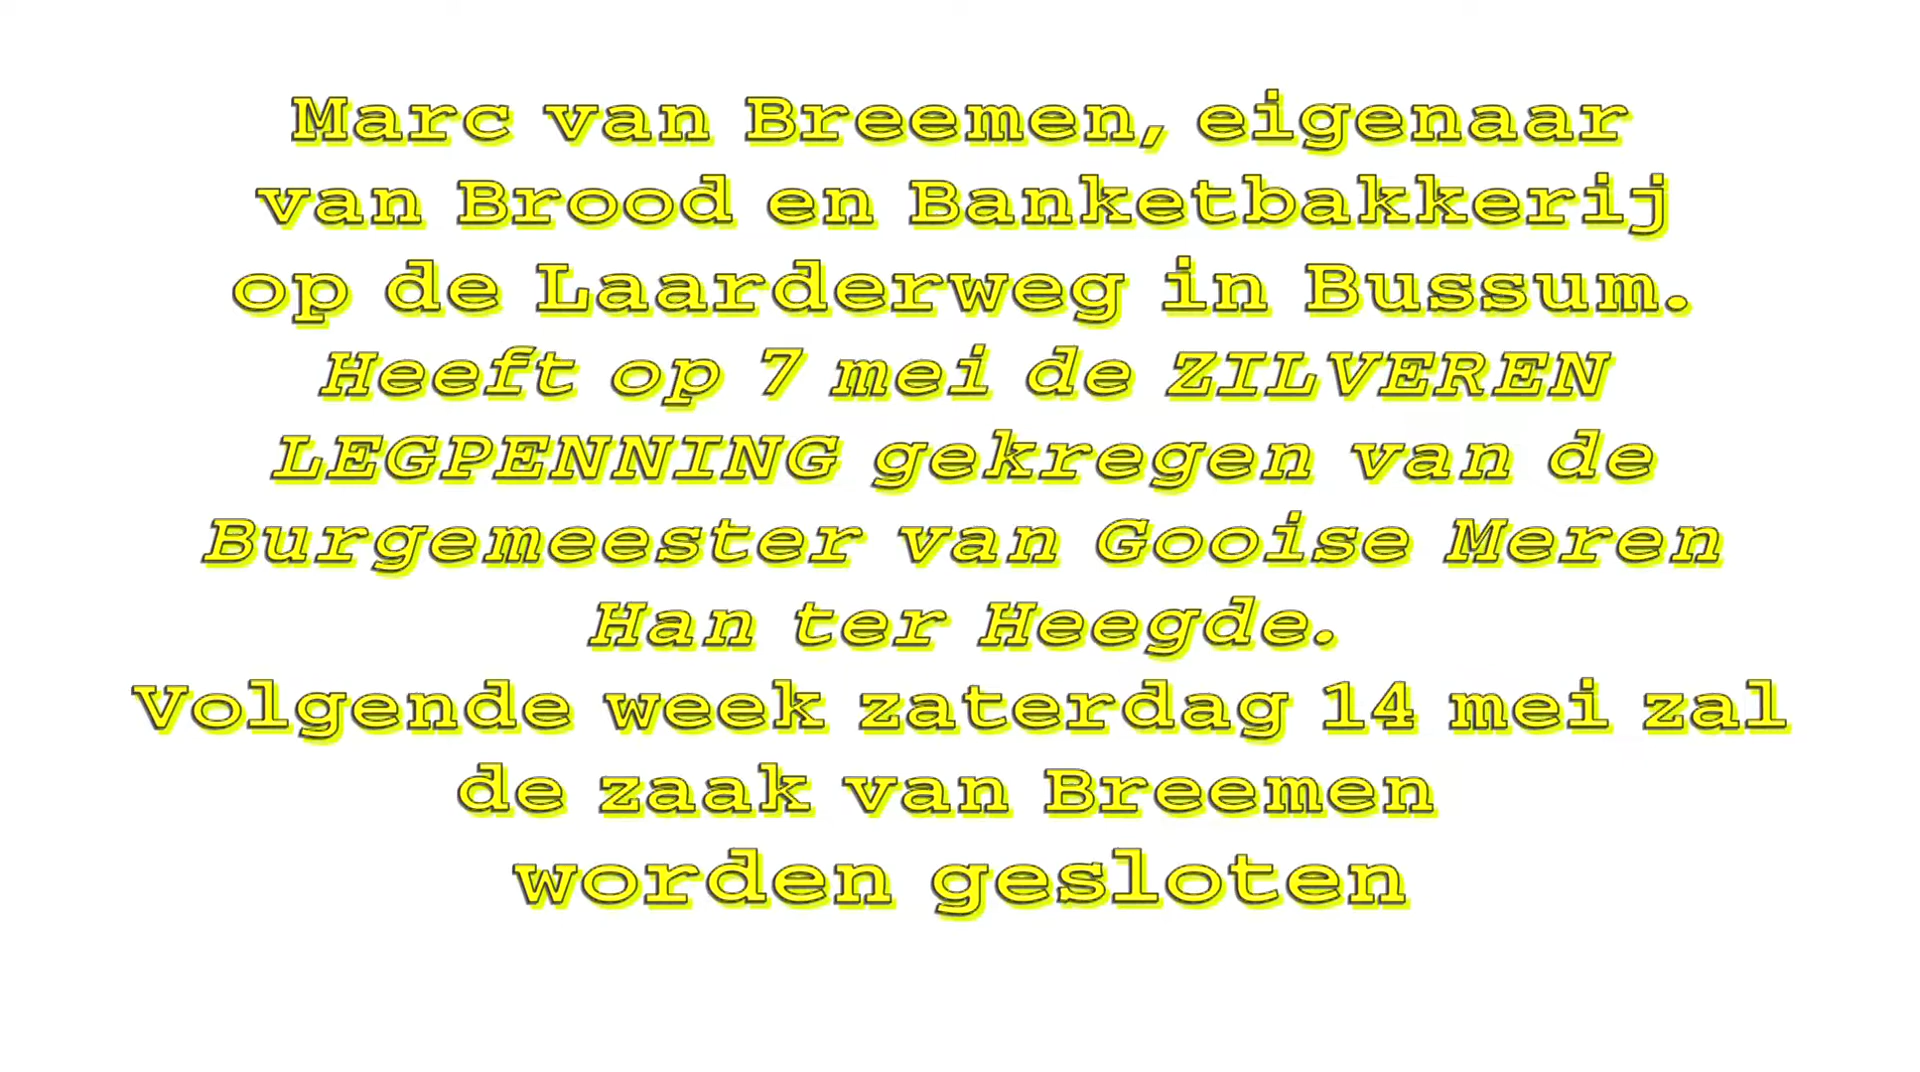 Marc van Breemen, eigenaar
van Brood en Banketbakkerij
op de Laarderweg in Bussum.
Heeft op 7 mei de ZILVEREN
LEGPENNING gekregen van de
Burgemeester van Gooise Meren
Han ter Heegde.
Volgende week zaterdag 14 mei zal
de zaak van Breemen
worden gesloten